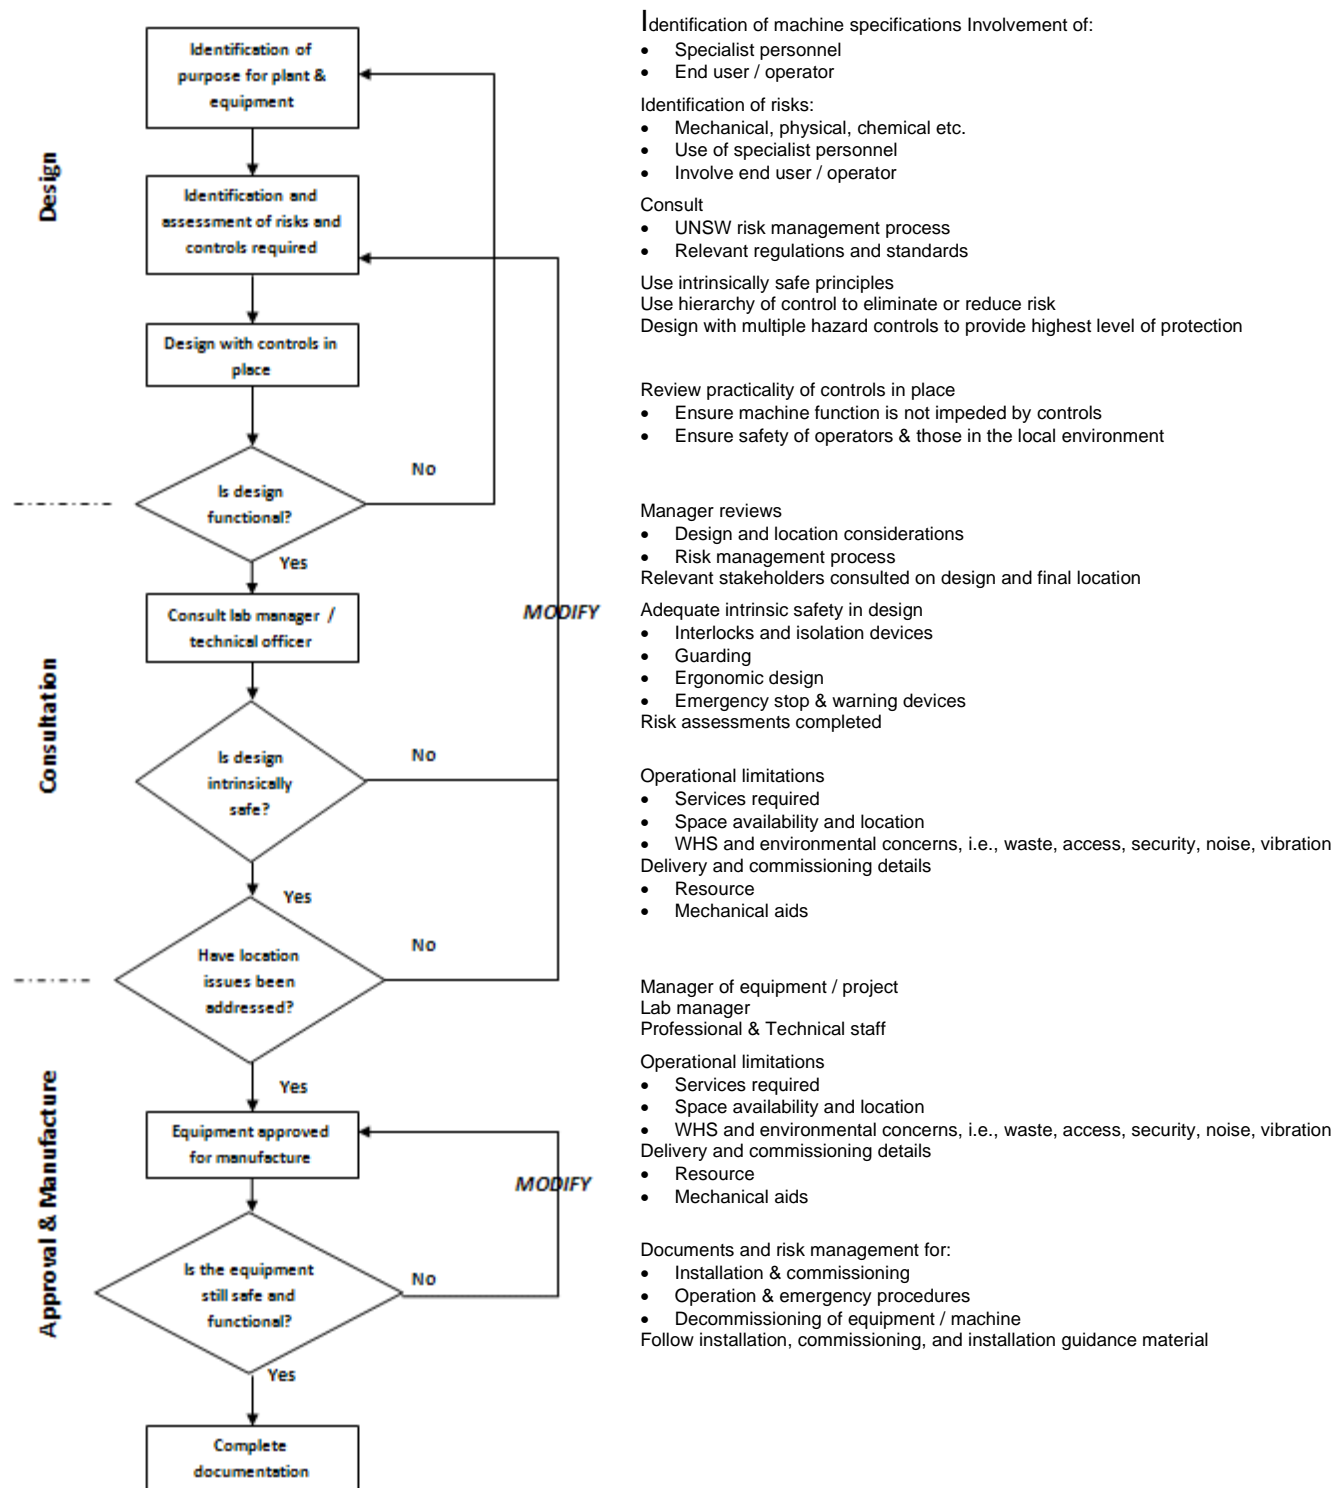 Identification of
purpose for plant &
equipment
Identification and
assessment of risks and
controls required
Design with controls in
place
Is design
functional?
No
Yes
Design
Consult lab manager /
technical officer
MODIFY
Is design
intrinsically
safe?
No
Yes
Have location
issues been
addressed?
No
Yes
Consultation
Equipment approved
for manufacture
MODIFY
Is the equipment
still safe and
functional?
No
Yes
Complete
documentation
Approval & Manufacture
Identification of machine specifications Involvement of:
• Specialist personnel
• End user / operator
Identification of risks:
• Mechanical, physical, chemical etc.
• Use of specialist personnel
• Involve end user / operator
Consult
• UNSW risk management process
• Relevant regulations and standards
Use intrinsically safe principles
Use hierarchy of control to eliminate or reduce risk
Design with multiple hazard controls to provide highest level of protection
Review practicality of controls in place
• Ensure machine function is not impeded by controls
• Ensure safety of operators & those in the local environment
Manager reviews
• Design and location considerations
• Risk management process
Relevant stakeholders consulted on design and final location
Adequate intrinsic safety in design
• Interlocks and isolation devices
• Guarding
• Ergonomic design
• Emergency stop & warning devices
Risk assessments completed
Operational limitations
• Services required
• Space availability and location
• WHS and environmental concerns, i.e., waste, access, security, noise, vibration
Delivery and commissioning details
• Resource
• Mechanical aids
Manager of equipment / project
Lab manager
Professional & Technical staff
Operational limitations
• Services required
• Space availability and location
• WHS and environmental concerns, i.e., waste, access, security, noise, vibration
Delivery and commissioning details
• Resource
• Mechanical aids
Documents and risk management for:
• Installation & commissioning
• Operation & emergency procedures
• Decommissioning of equipment / machine
Follow installation, commissioning, and installation guidance material